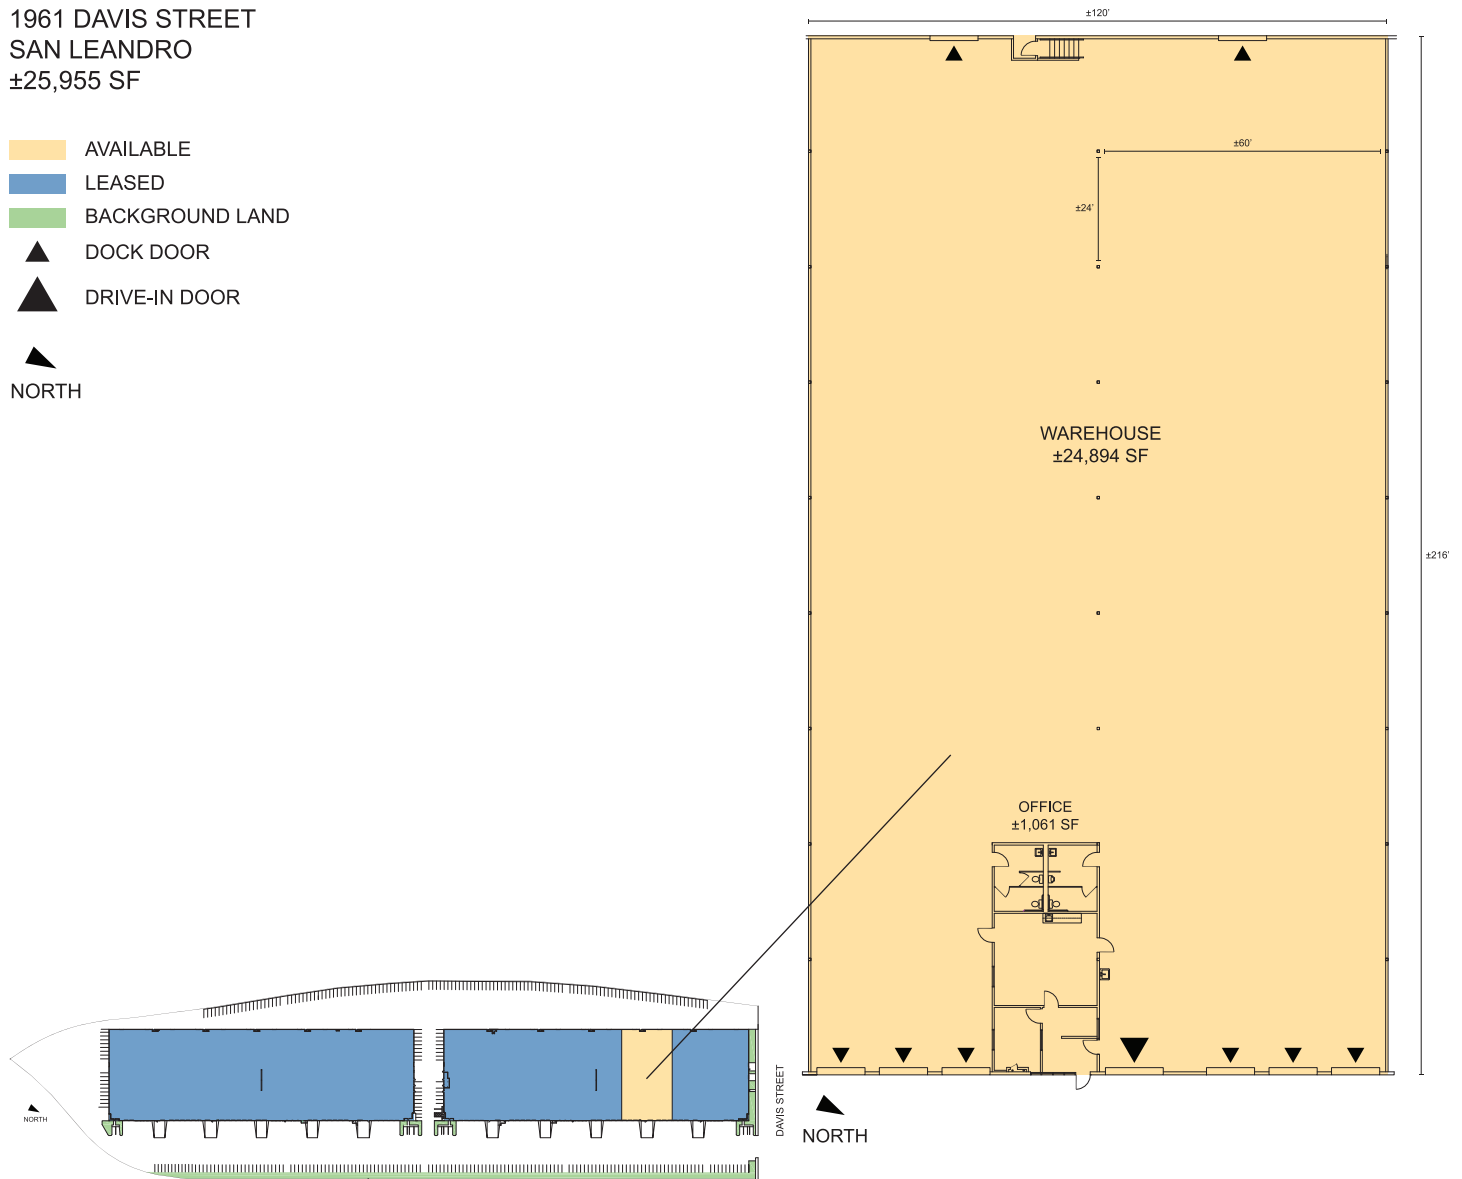 1961 DAVIS STREET
SAN LEANDRO
±25,955 SF
AVAILABLE
LEASED
BACKGROUND LAND
DOCK DOOR
DRIVE-IN DOOR
NORTH
±120'
±60'
±24'
WAREHOUSE
±24,894 SF
±216'
OFFICE
±1,061 SF
NORTH
DAVIS STREET
NORTH